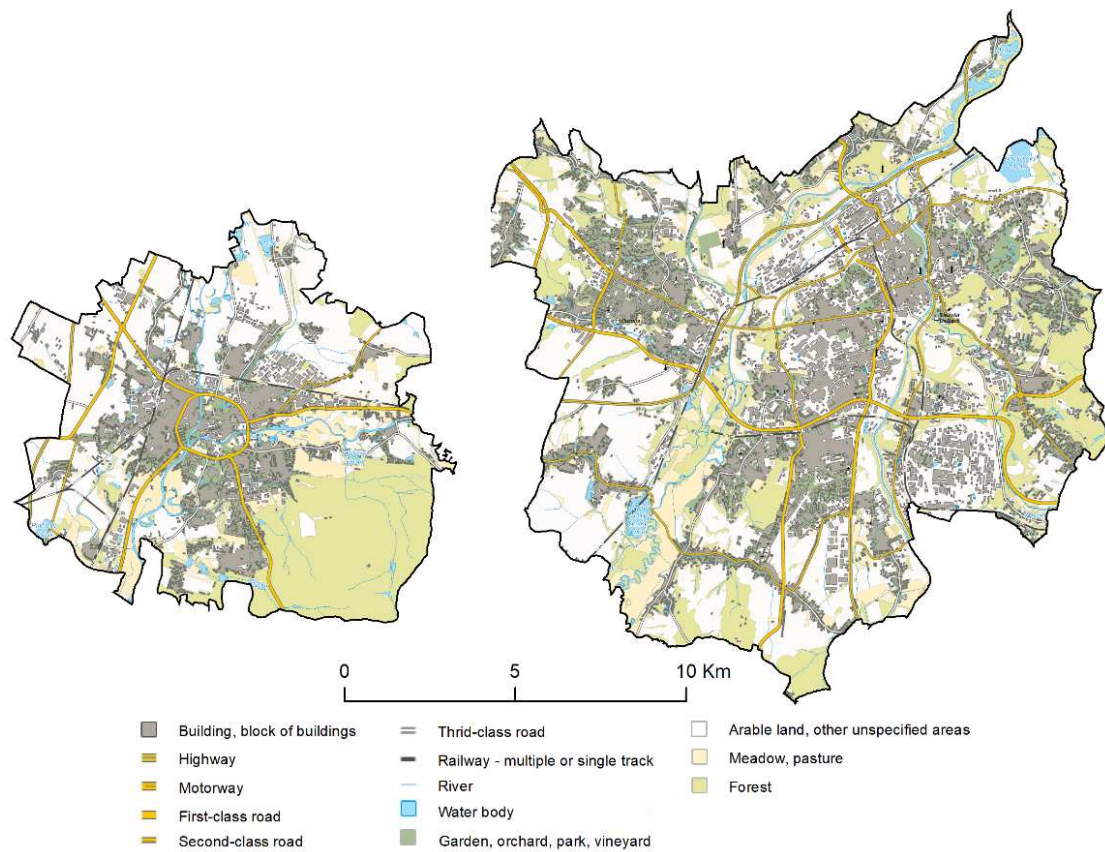 0 5 10 Km
Building, block of buildings
Highway
Motorway
First-class road
Second-class road
Thrid-class road
Railway - multiple or single track
River
Water body
Garden, orchard, park, vineyard
Arable land, other unspecified areas
Meadow, pasture
Forest